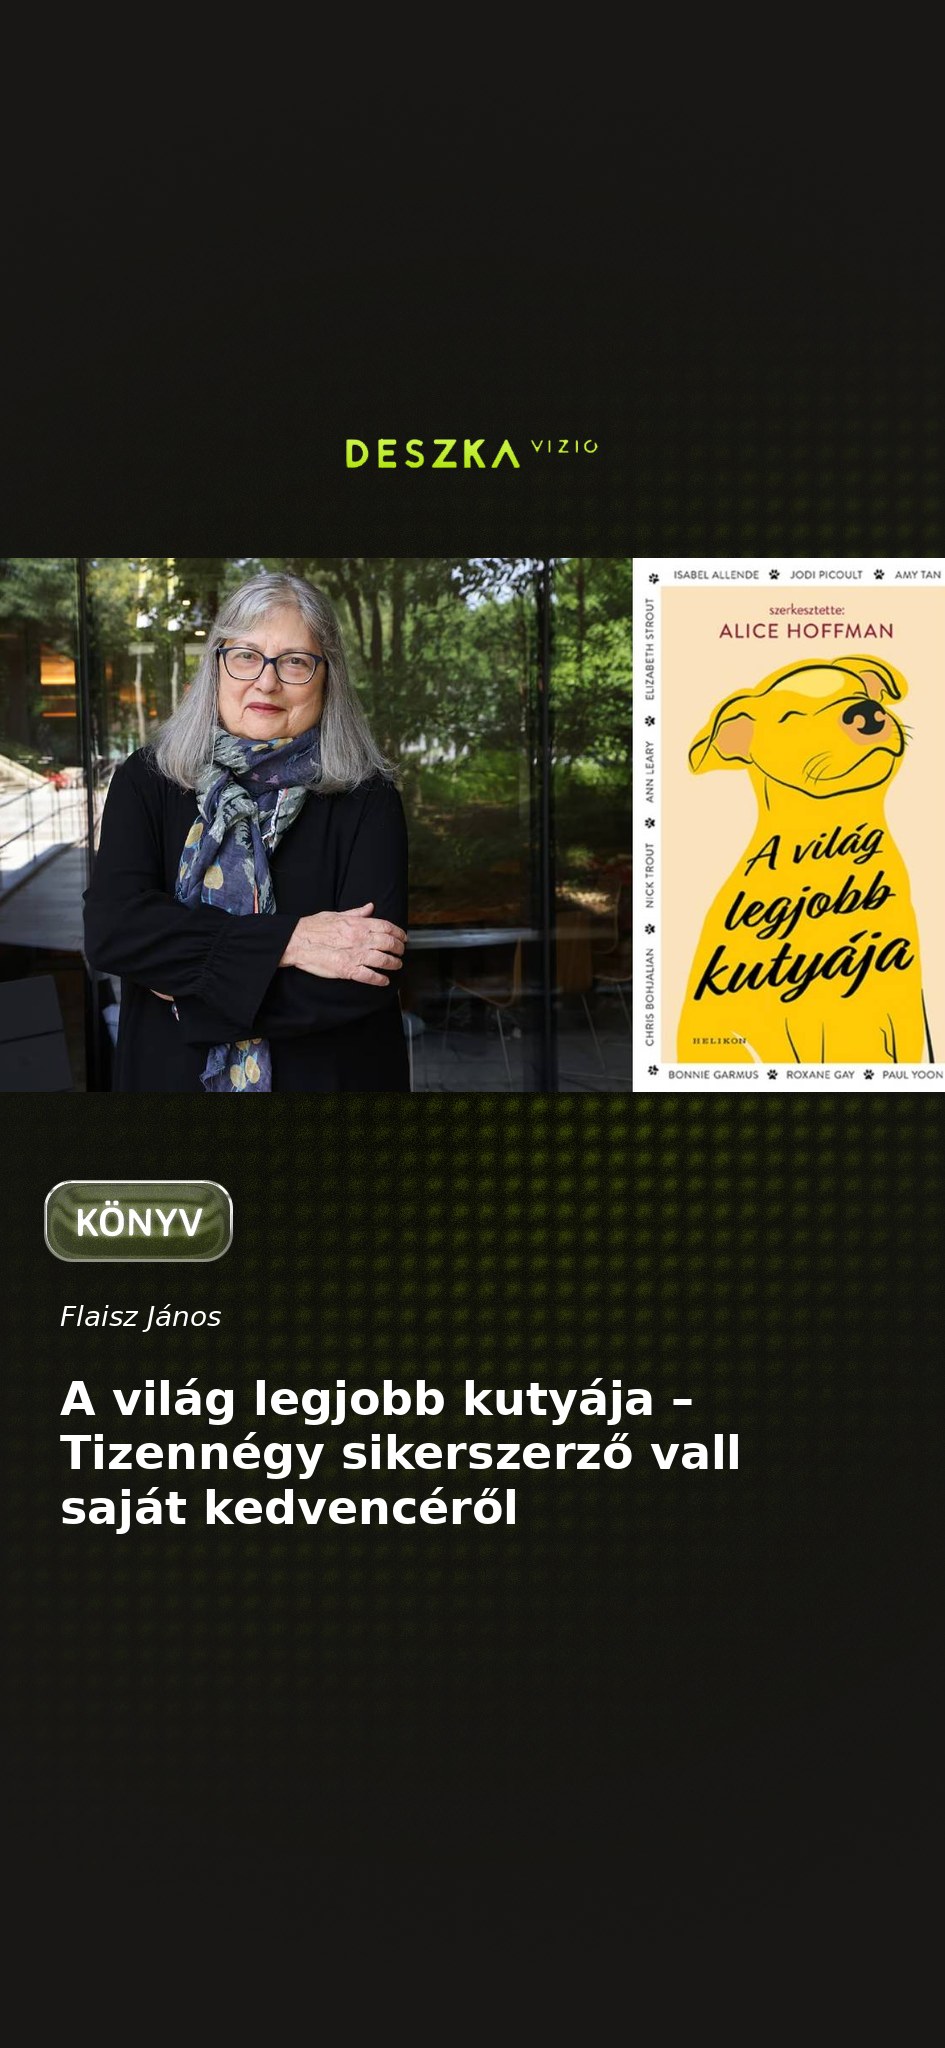 DESZKA VIZIO
ISABEL ALLENDE JODI PICOULT AMY TAN
ELIZABETH STROUT
ANN LEARY
NICK TROUT
CHRIS BOHJALIAN
szerkesztette:
ALICE HOFFMAN
A világ
legjobb
kutyája
HELIKON
BONNIE GARMUS ROXANE GAY PAUL YOON
KÖNYV
Flaisz János
A világ legjobb kutyája –
Tizennégy sikerszerző vall
saját kedvencéről